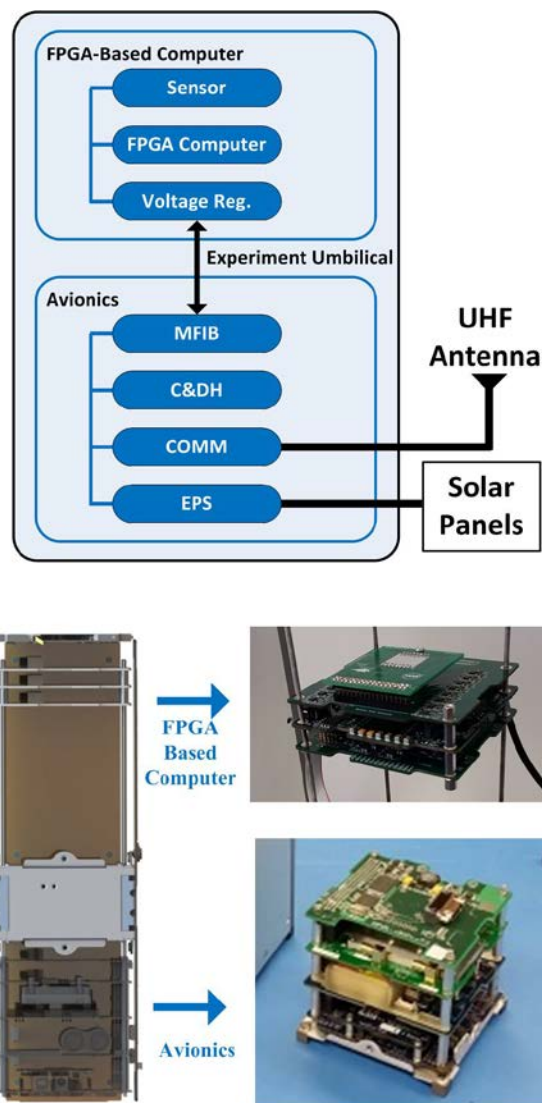 FPGA-Based Computer
Sensor
FPGA Computer
Voltage Reg.
Experiment Umbilical
Avionics
MFIB
C&DH
COMM
EPS
UHF
Antenna
Solar
Panels
FPGA
Based
Computer
Avionics